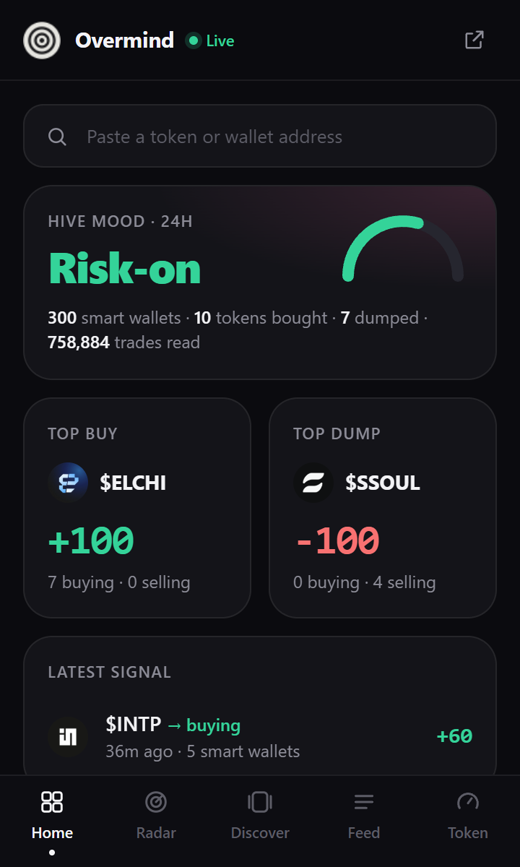 Overmind Live
Paste a token or wallet address
HIVE MOOD · 24H
Risk-on
300 smart wallets · 10 tokens bought · 7 dumped ·
758,884 trades read
TOP BUY
$ELCHI
+100
7 buying · 0 selling
TOP DUMP
$SSOUL
-100
0 buying · 4 selling
LATEST SIGNAL
$INTP → buying
36m ago · 5 smart wallets
+60
Home
Radar
Discover
Feed
Token